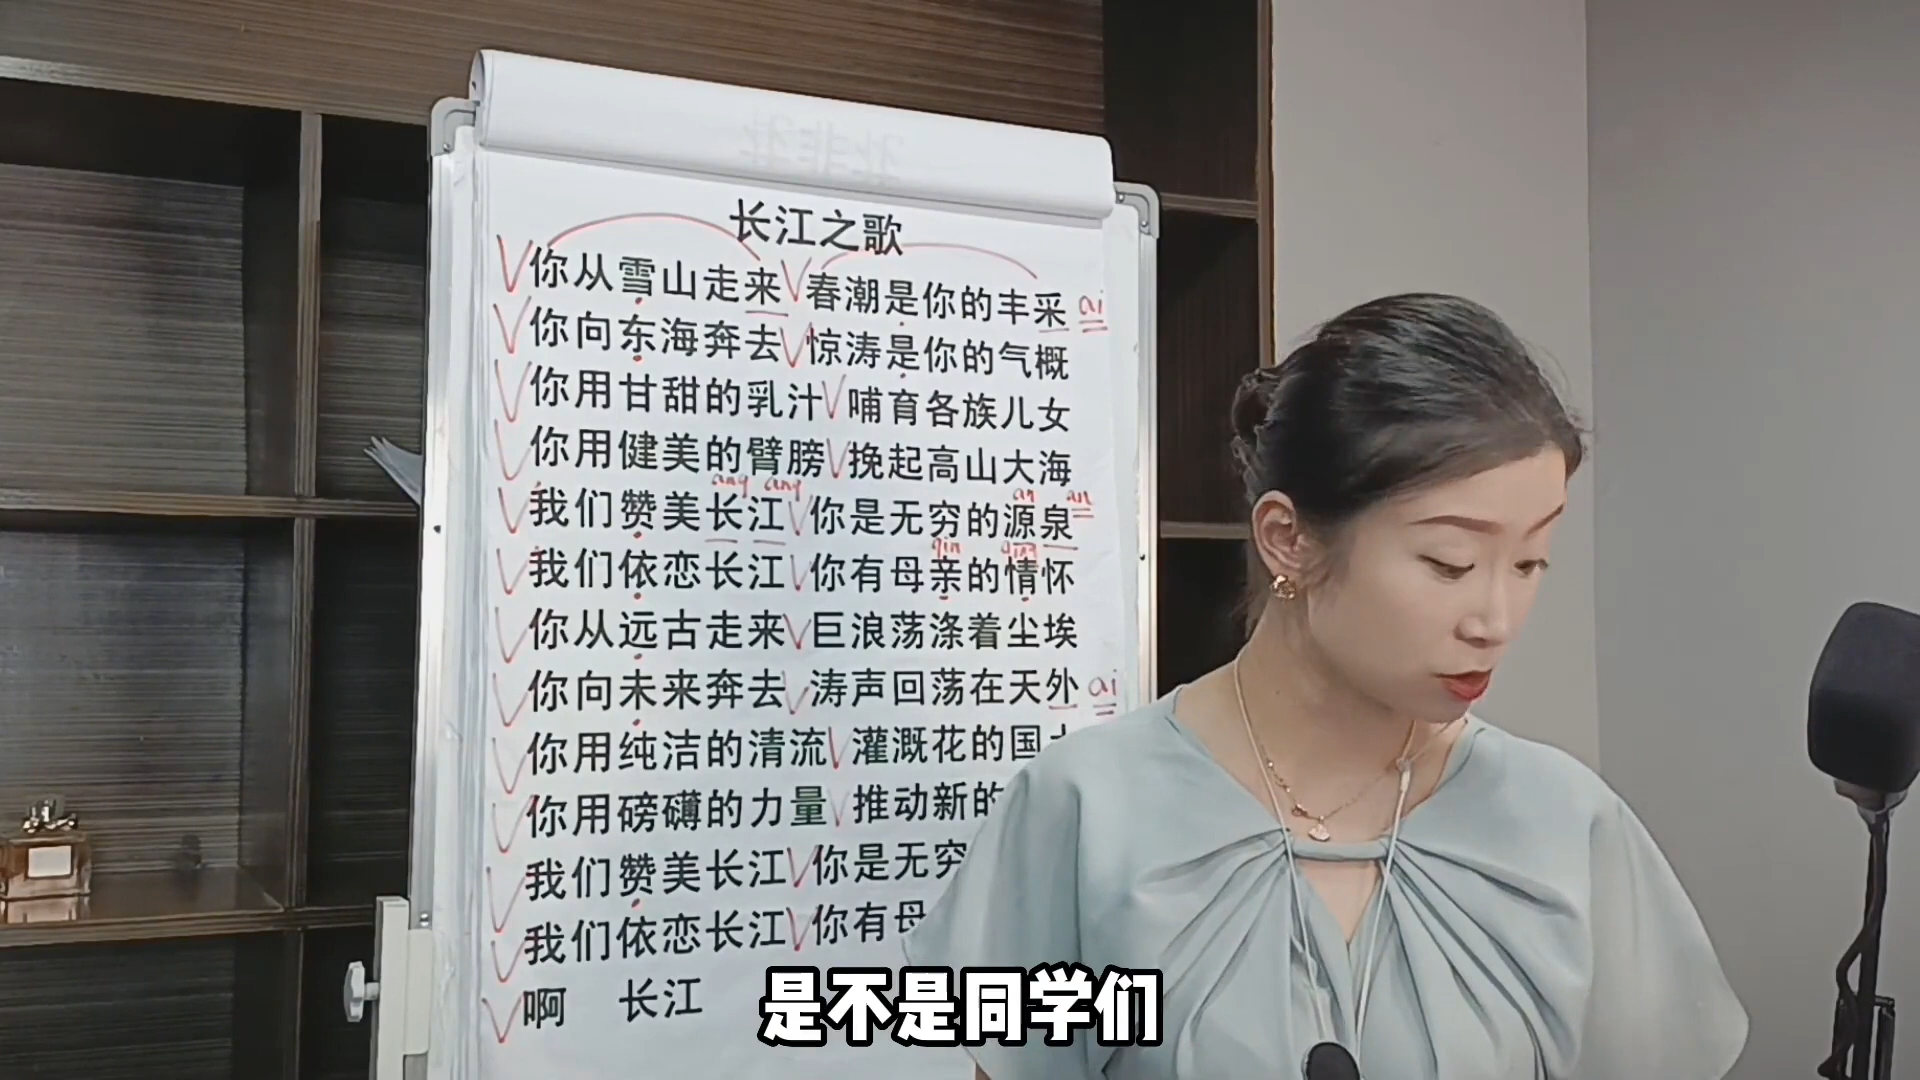 长江之歌
你从雪山走来 春潮是你的丰采 ai
你向东海奔去 惊涛是你的气概
你用甘甜的乳汁 哺育各族儿女
你用健美的臂膀 挽起高山大海
ang ang an an
我们赞美长江 你是无穷的源泉
qin qing
我们依恋长江 你有母亲的情怀
你从远古走来 巨浪荡涤着尘埃
你向未来奔去 涛声回荡在天外 ai
你用纯洁的清流 灌溉花的国
你用磅礴的力量 推动新的
我们赞美长江 你是无穷
我们依恋长江 你有母
啊 长江
是不是同学们